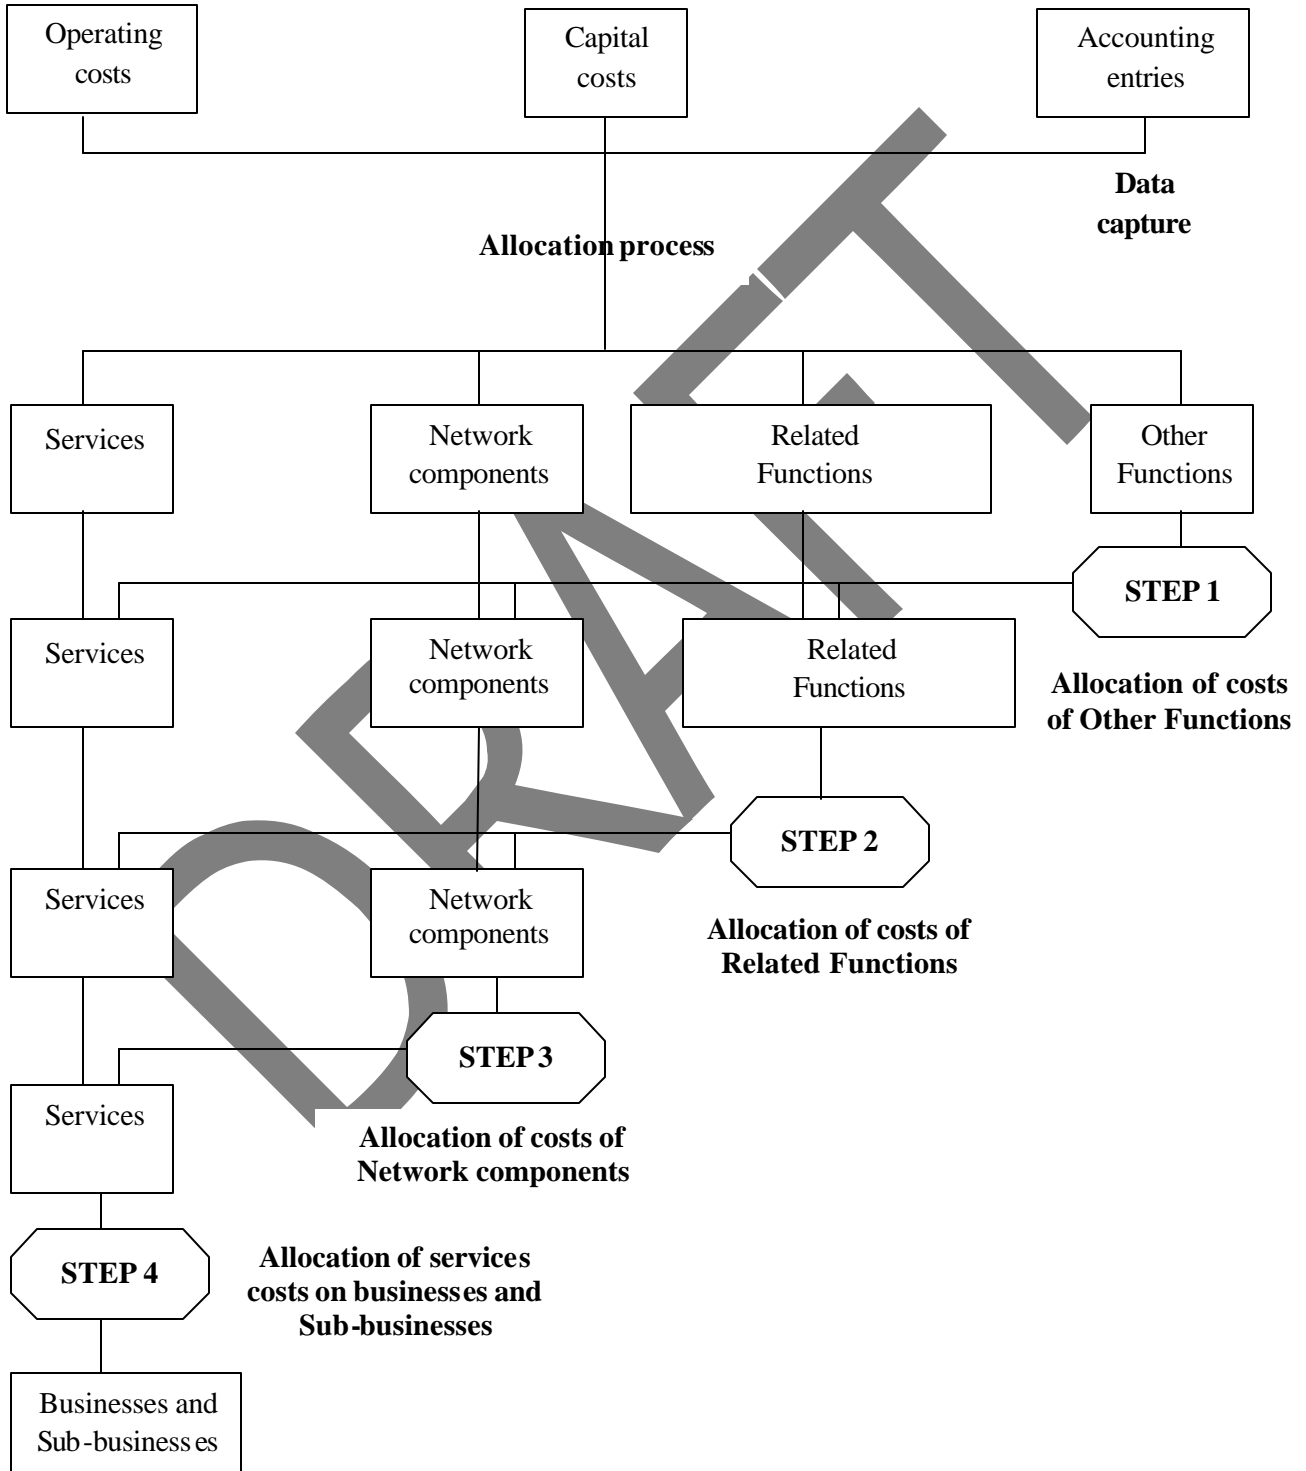 Operating
costs
Capital
costs
Accounting
entries
Data
capture
Allocation process
Services
Network
components
Related
Functions
Other
Functions
STEP 1
Services
Network
components
Related
Functions
Allocation of costs
of Other Functions
STEP 2
Services
Network
components
Allocation of costs of
Related Functions
STEP 3
Services
Allocation of costs of
Network components
STEP 4
Allocation of services
costs on businesses and
Sub-businesses
Businesses and
Sub-businesses
DRAFT